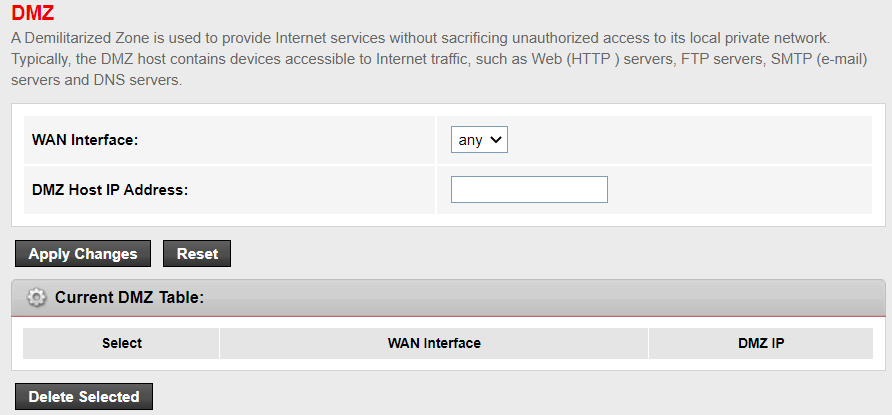 DMZ
A Demilitarized Zone is used to provide Internet services without sacrificing unauthorized access to its local private network.
Typically, the DMZ host contains devices accessible to Internet traffic, such as Web (HTTP ) servers, FTP servers, SMTP (e-mail)
servers and DNS servers.
WAN Interface: any
DMZ Host IP Address:
Apply Changes Reset
Current DMZ Table:
Select WAN Interface DMZ IP
Delete Selected